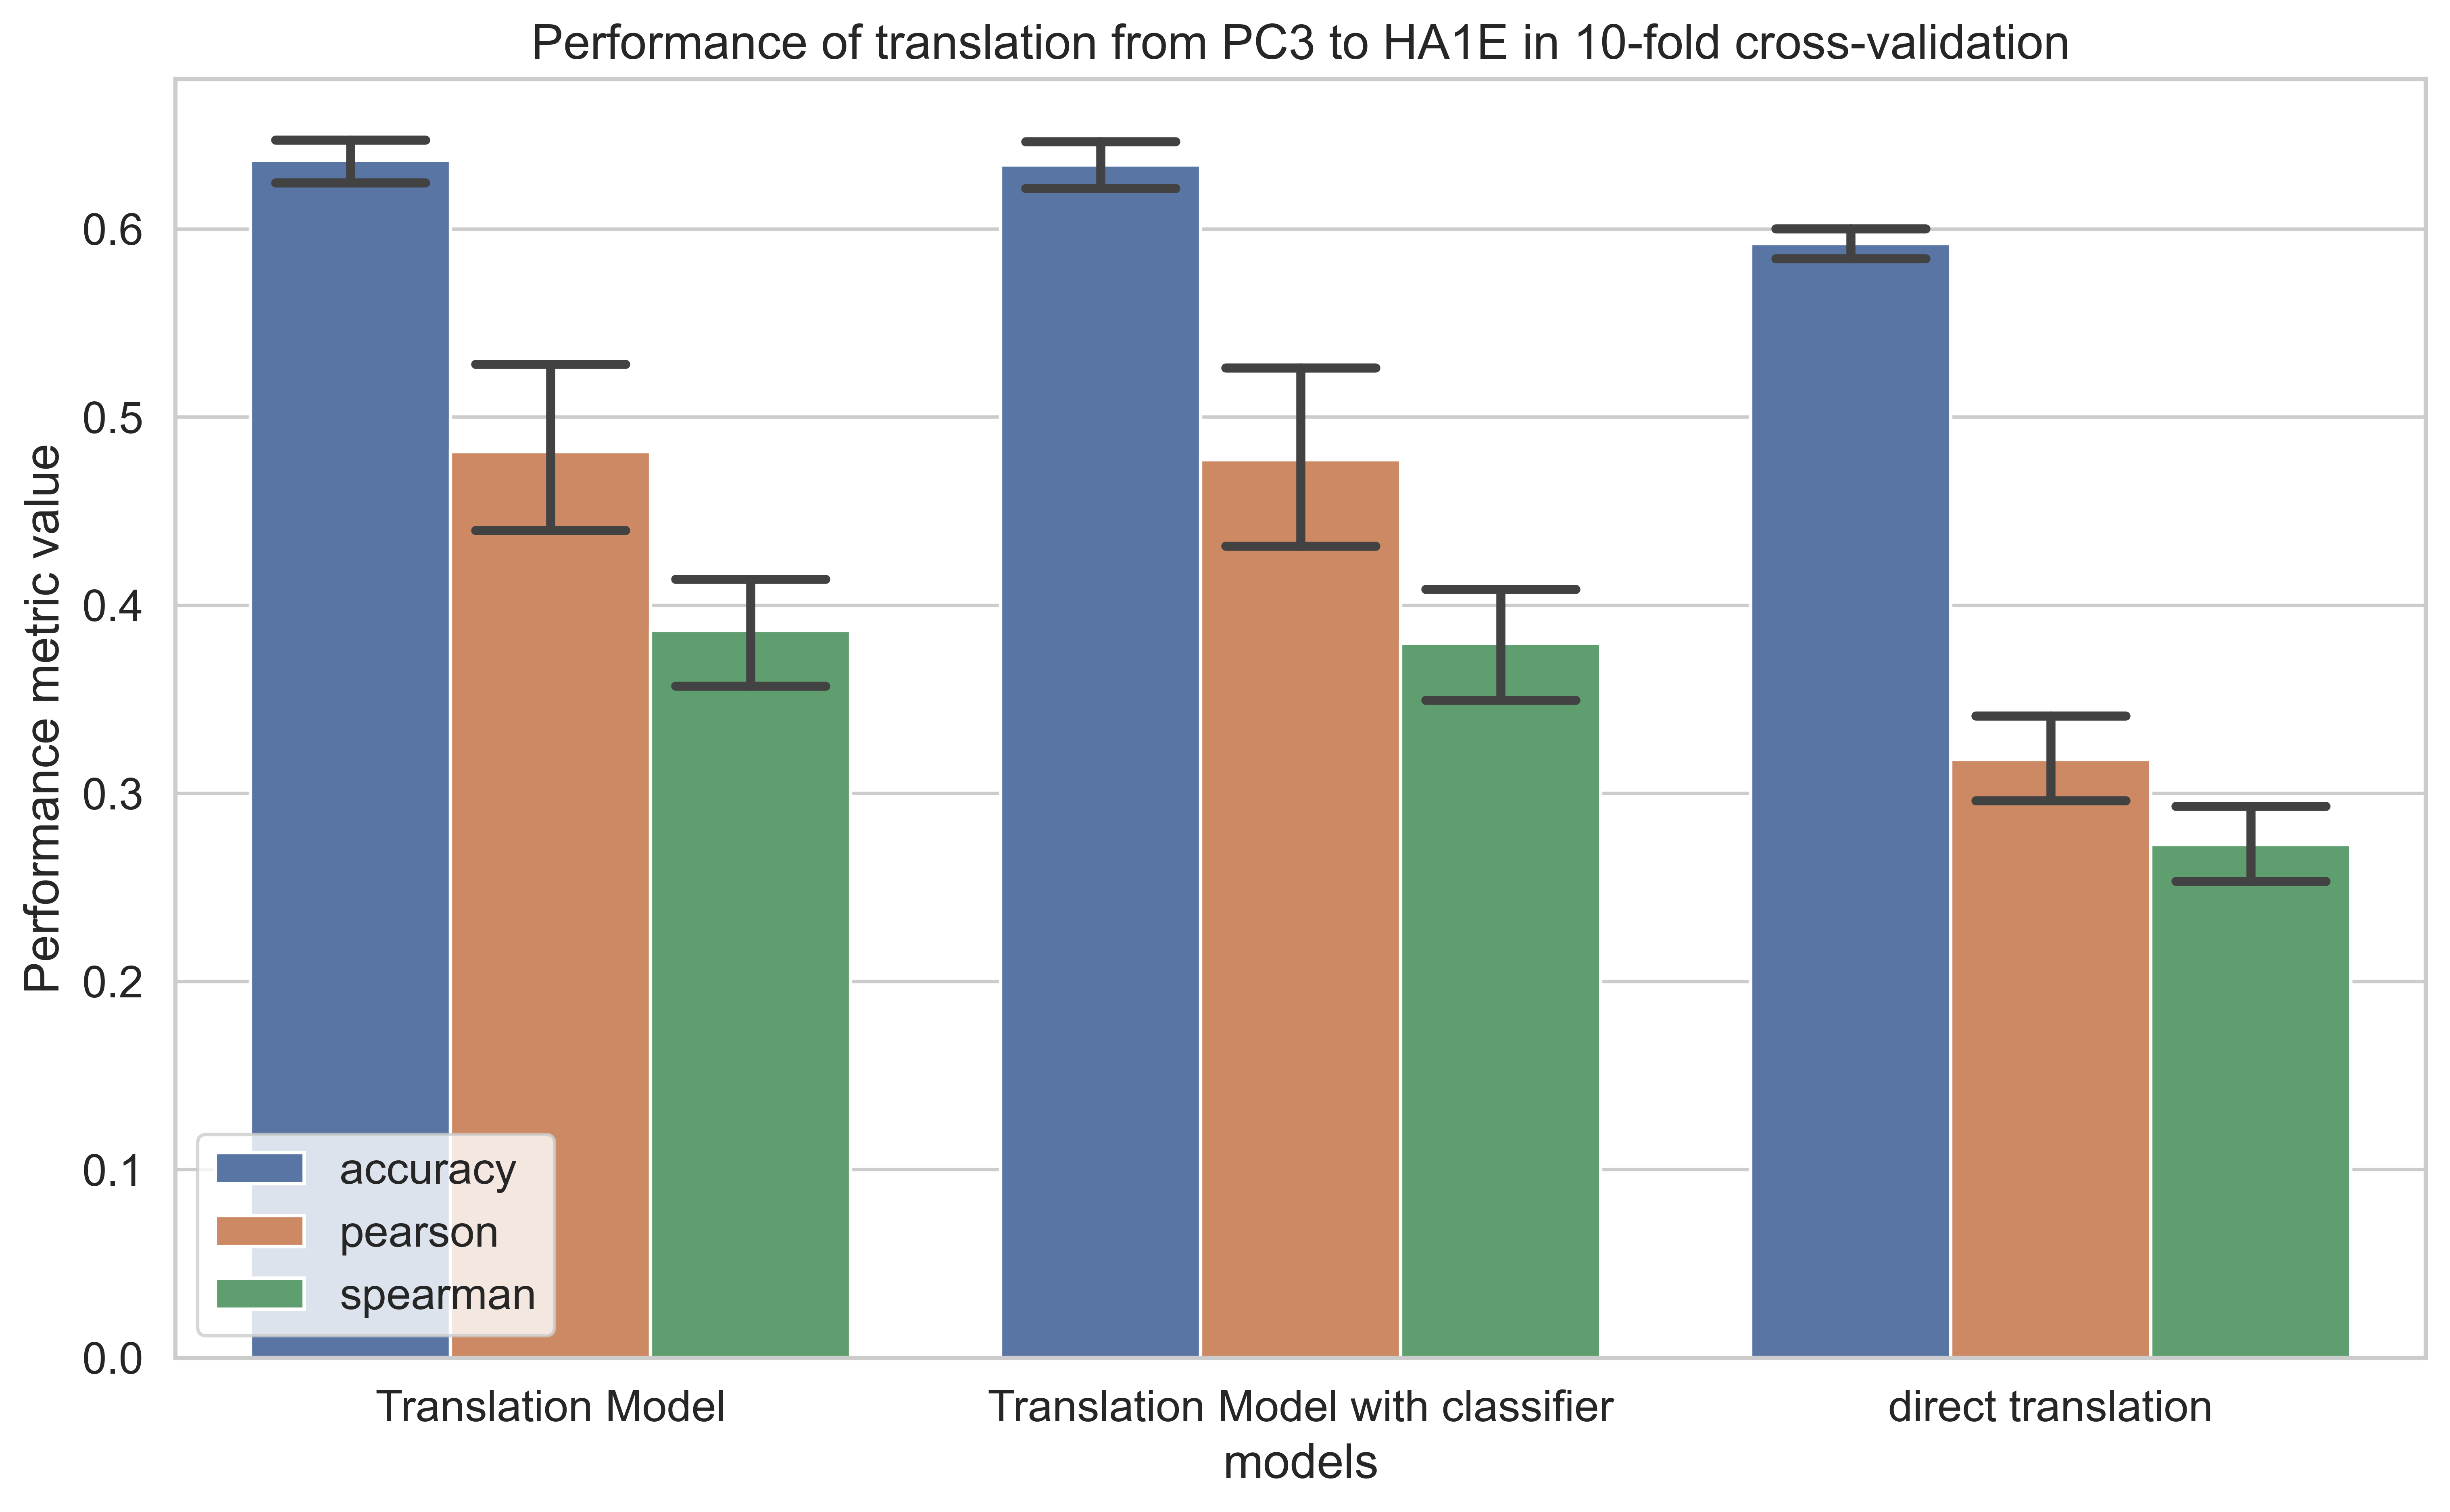 Performance of translation from PC3 to HA1E in 10-fold cross-validation
Performance metric value
0.6
0.5
0.4
0.3
0.2
0.1
0.0
accuracy
pearson
spearman
Translation Model
Translation Model with classifier
direct translation
models